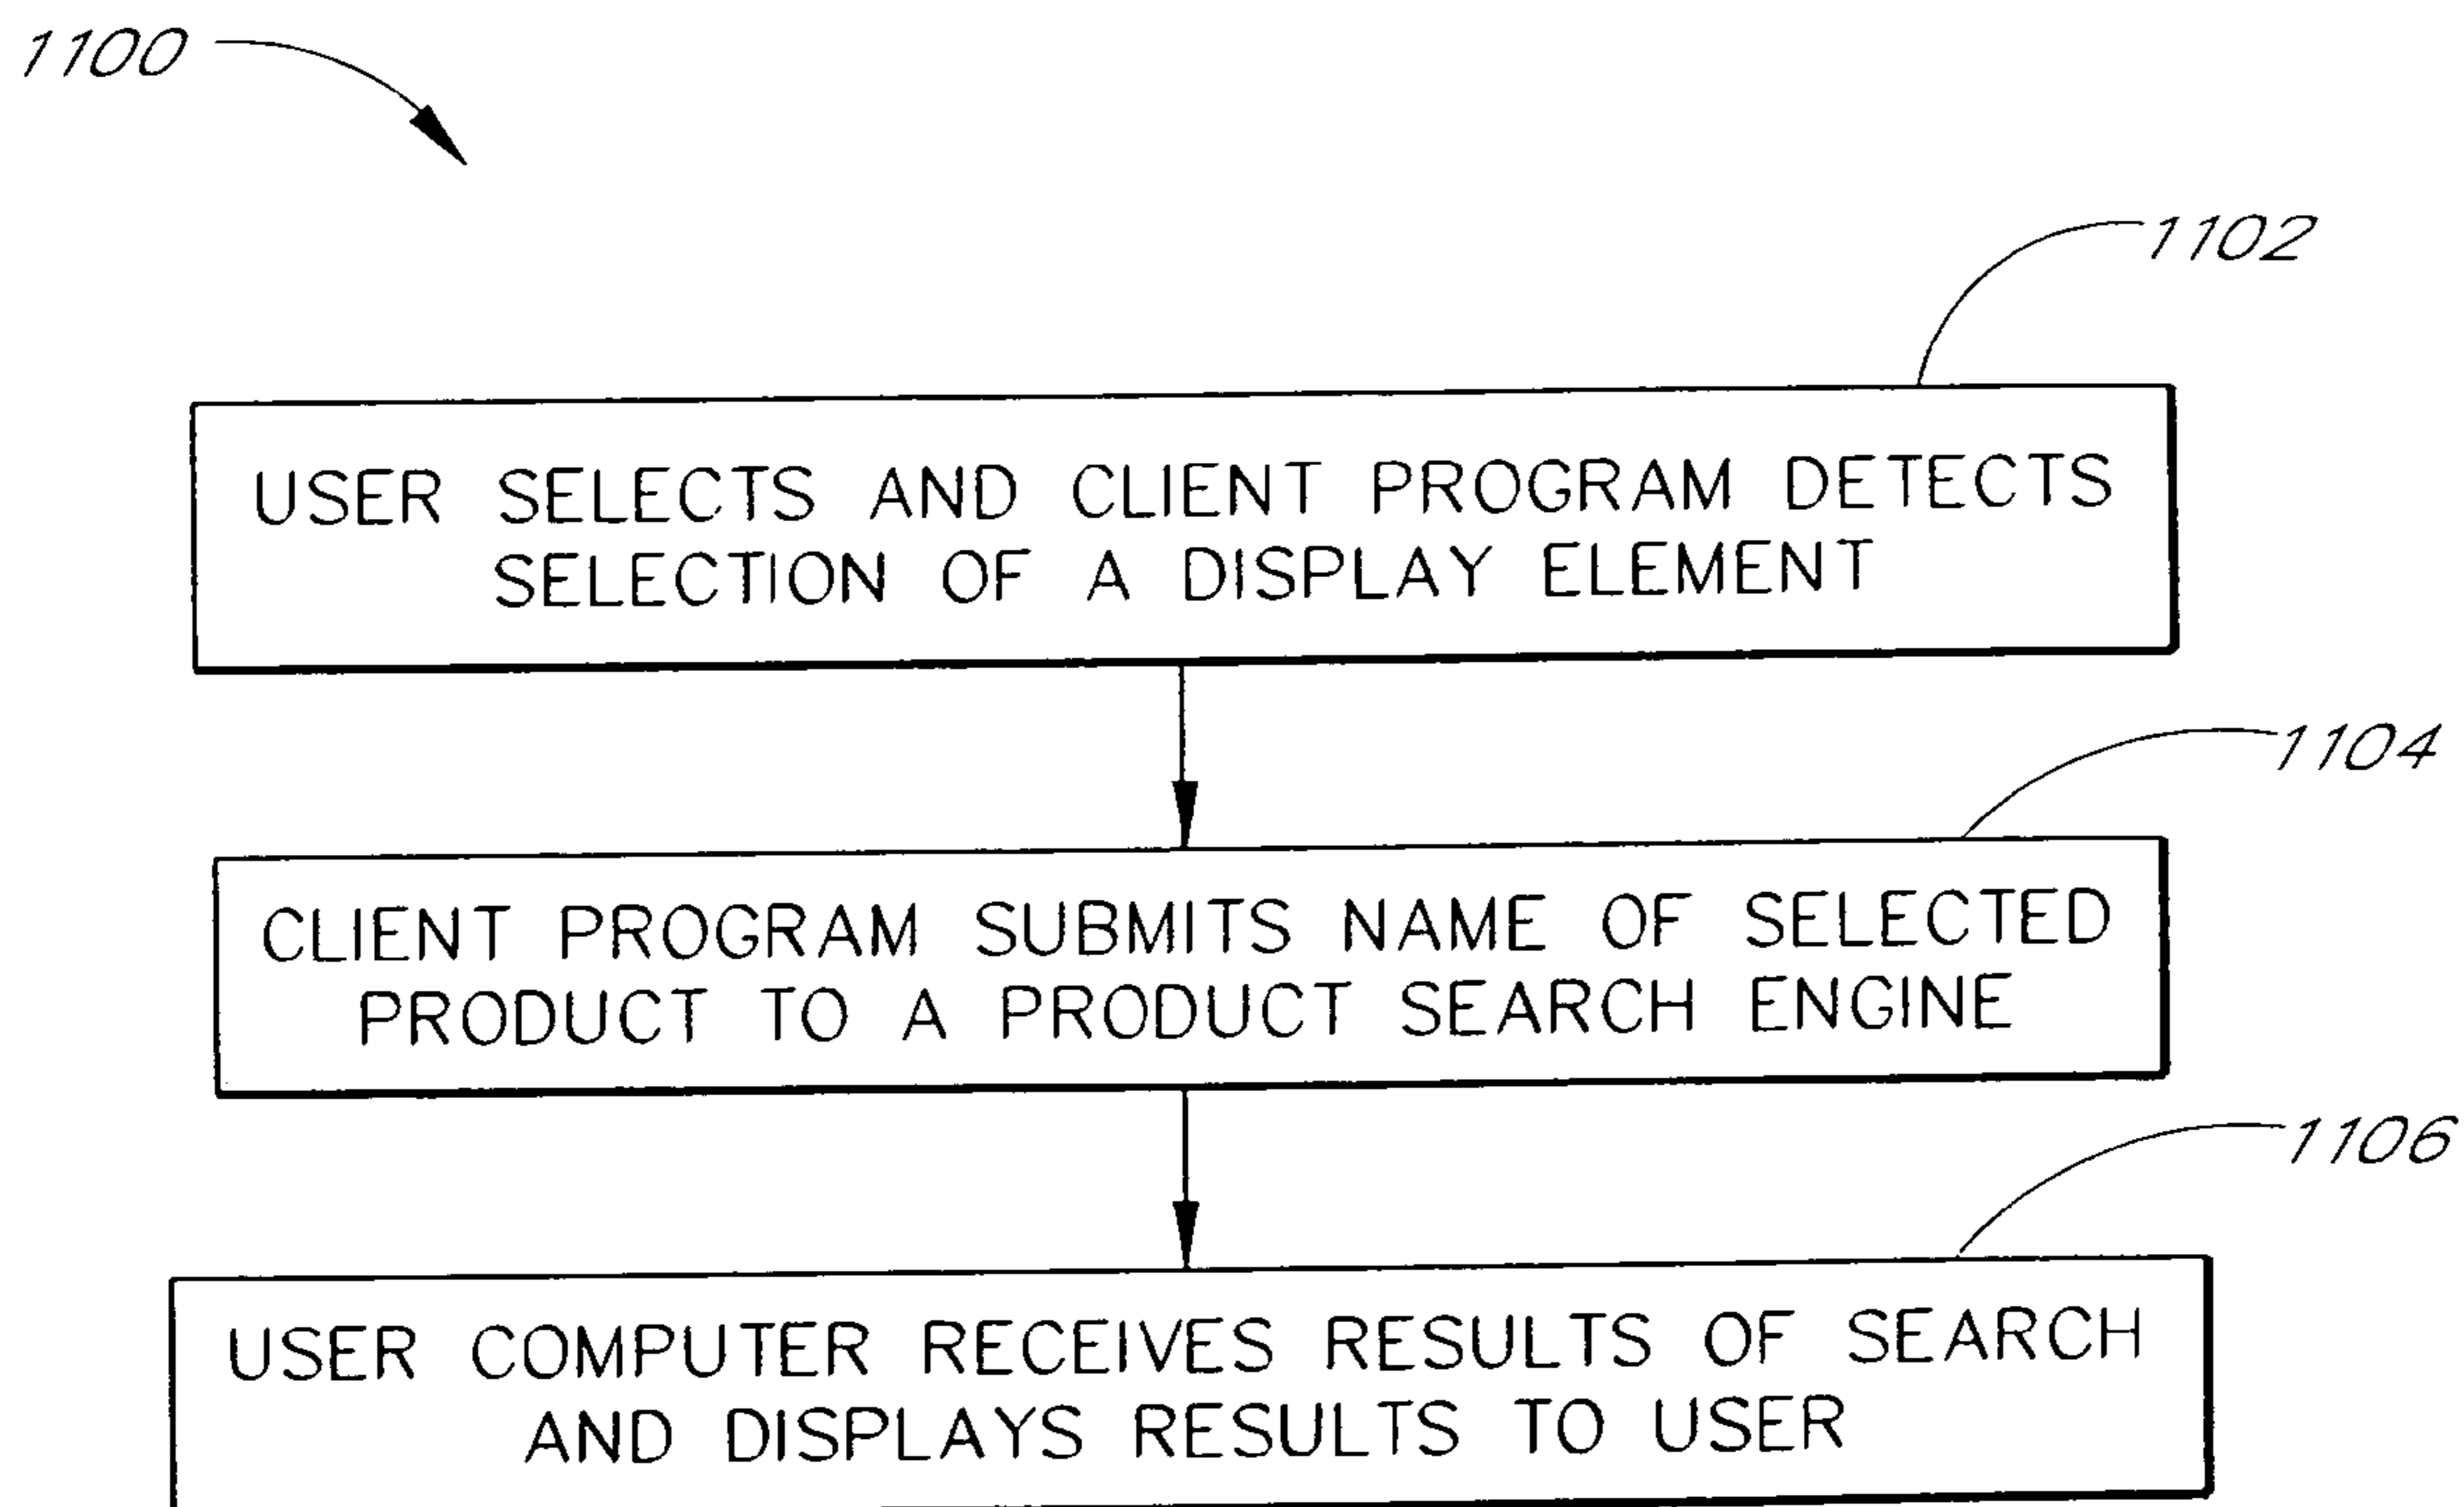 1100
1102
USER SELECTS AND CLIENT PROGRAM DETECTS
SELECTION OF A DISPLAY ELEMENT
1104
CLIENT PROGRAM SUBMITS NAME OF SELECTED
PRODUCT TO A PRODUCT SEARCH ENGINE
1106
USER COMPUTER RECEIVES RESULTS OF SEARCH
AND DISPLAYS RESULTS TO USER